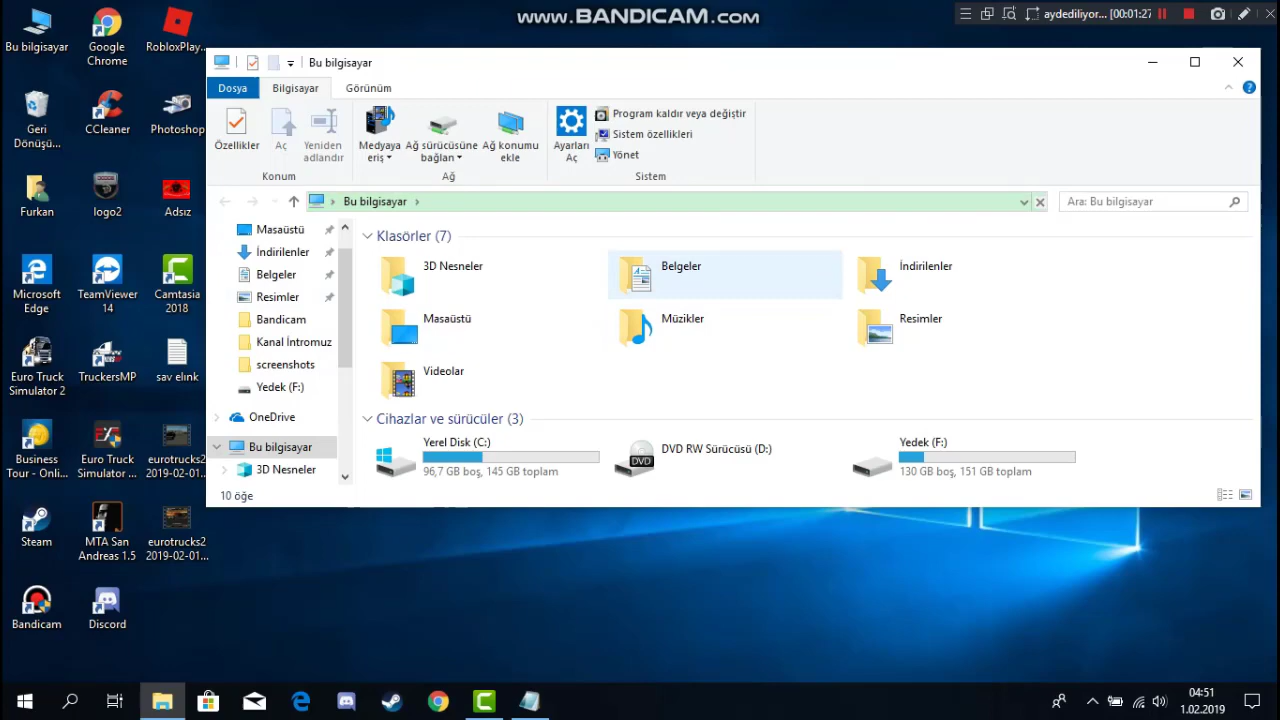 www.BANDICAM.com
aydediliyor... [00:01:27]
Bu bilgisayar
Google
Chrome
RobloxPlay...
Geri
Dönüşü...
CCleaner
Photoshop
Furkan
logo2
Adsız
Microsoft
Edge
TeamViewer
14
Camtasia
2018
Euro Truck
Simulator 2
TruckersMP
sav elınk
Business
Tour - Onli...
Euro Truck
Simulator ...
eurotrucks2
2019-02-01...
Steam
MTA San
Andreas 1.5
eurotrucks2
2019-02-01...
Bandicam
Discord
Bu bilgisayar
Dosya
Bilgisayar
Görünüm
Özellikler
Aç
Yeniden
adlandır
Konum
Medyaya
eriş
Ağ sürücüsüne
bağlan
Ağ konumu
ekle
Ağ
Ayarları
Aç
Program kaldır veya değiştir
Sistem özellikleri
Yönet
Sistem
Bu bilgisayar
Ara: Bu bilgisayar
Masaüstü
İndirilenler
Belgeler
Resimler
Bandicam
Kanal İntromuz
screenshots
Yedek (F:)
OneDrive
Bu bilgisayar
3D Nesneler
Klasörler (7)
3D Nesneler
Belgeler
İndirilenler
Masaüstü
Müzikler
Resimler
Videolar
Cihazlar ve sürücüler (3)
Yerel Disk (C:)
96,7 GB boş, 145 GB toplam
DVD RW Sürücüsü (D:)
DVD
Yedek (F:)
130 GB boş, 151 GB toplam
10 öğe
04:51
1.02.2019